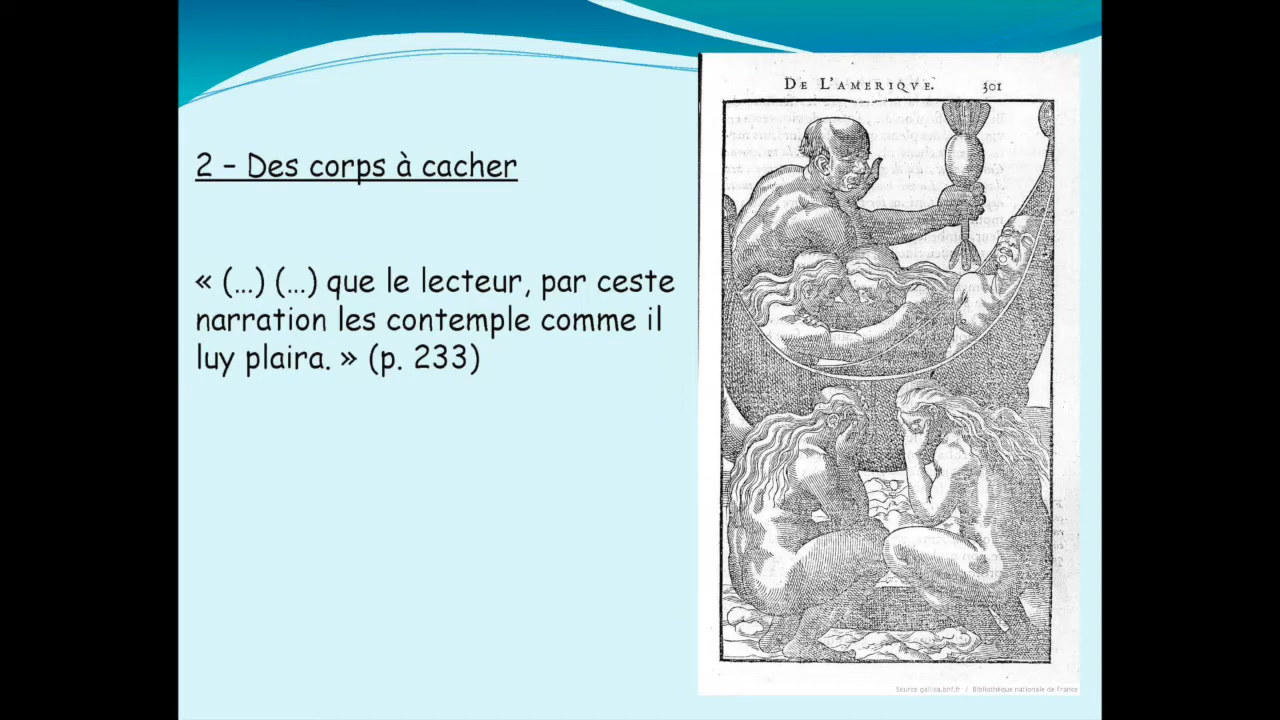 2 – Des corps à cacher
« (…) (…) que le lecteur, par ceste
narration les contemple comme il
luy plaira. » (p. 233)
DE L'AMERIQVE. 301
Source gallica.bnf.fr / Bibliothèque nationale de France